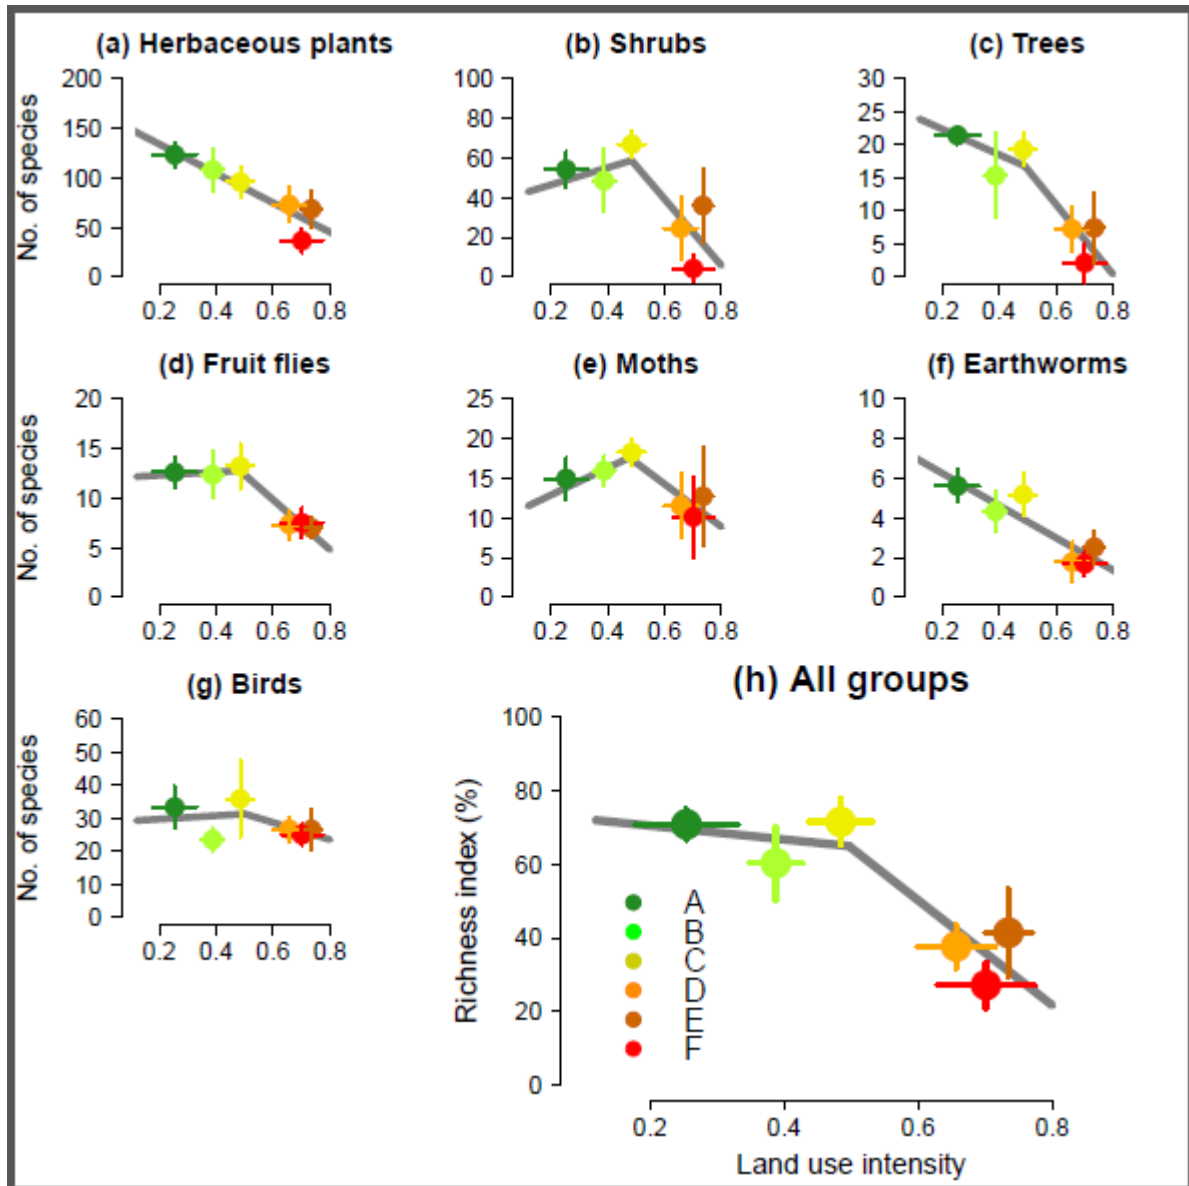 (a) Herbaceous plants
No. of species
200
150
100
50
0
0.2 0.4 0.6 0.8
(b) Shrubs
100
80
60
40
20
0
0.2 0.4 0.6 0.8
(c) Trees
30
25
20
15
10
5
0
0.2 0.4 0.6 0.8
(d) Fruit flies
No. of species
20
15
10
5
0
0.2 0.4 0.6 0.8
(e) Moths
25
20
15
10
5
0
0.2 0.4 0.6 0.8
(f) Earthworms
10
8
6
4
2
0
0.2 0.4 0.6 0.8
(g) Birds
No. of species
60
50
40
30
20
10
0
0.2 0.4 0.6 0.8
(h) All groups
Richness index (%)
100
80
60
40
20
0
A
B
C
D
E
F
0.2 0.4 0.6 0.8
Land use intensity